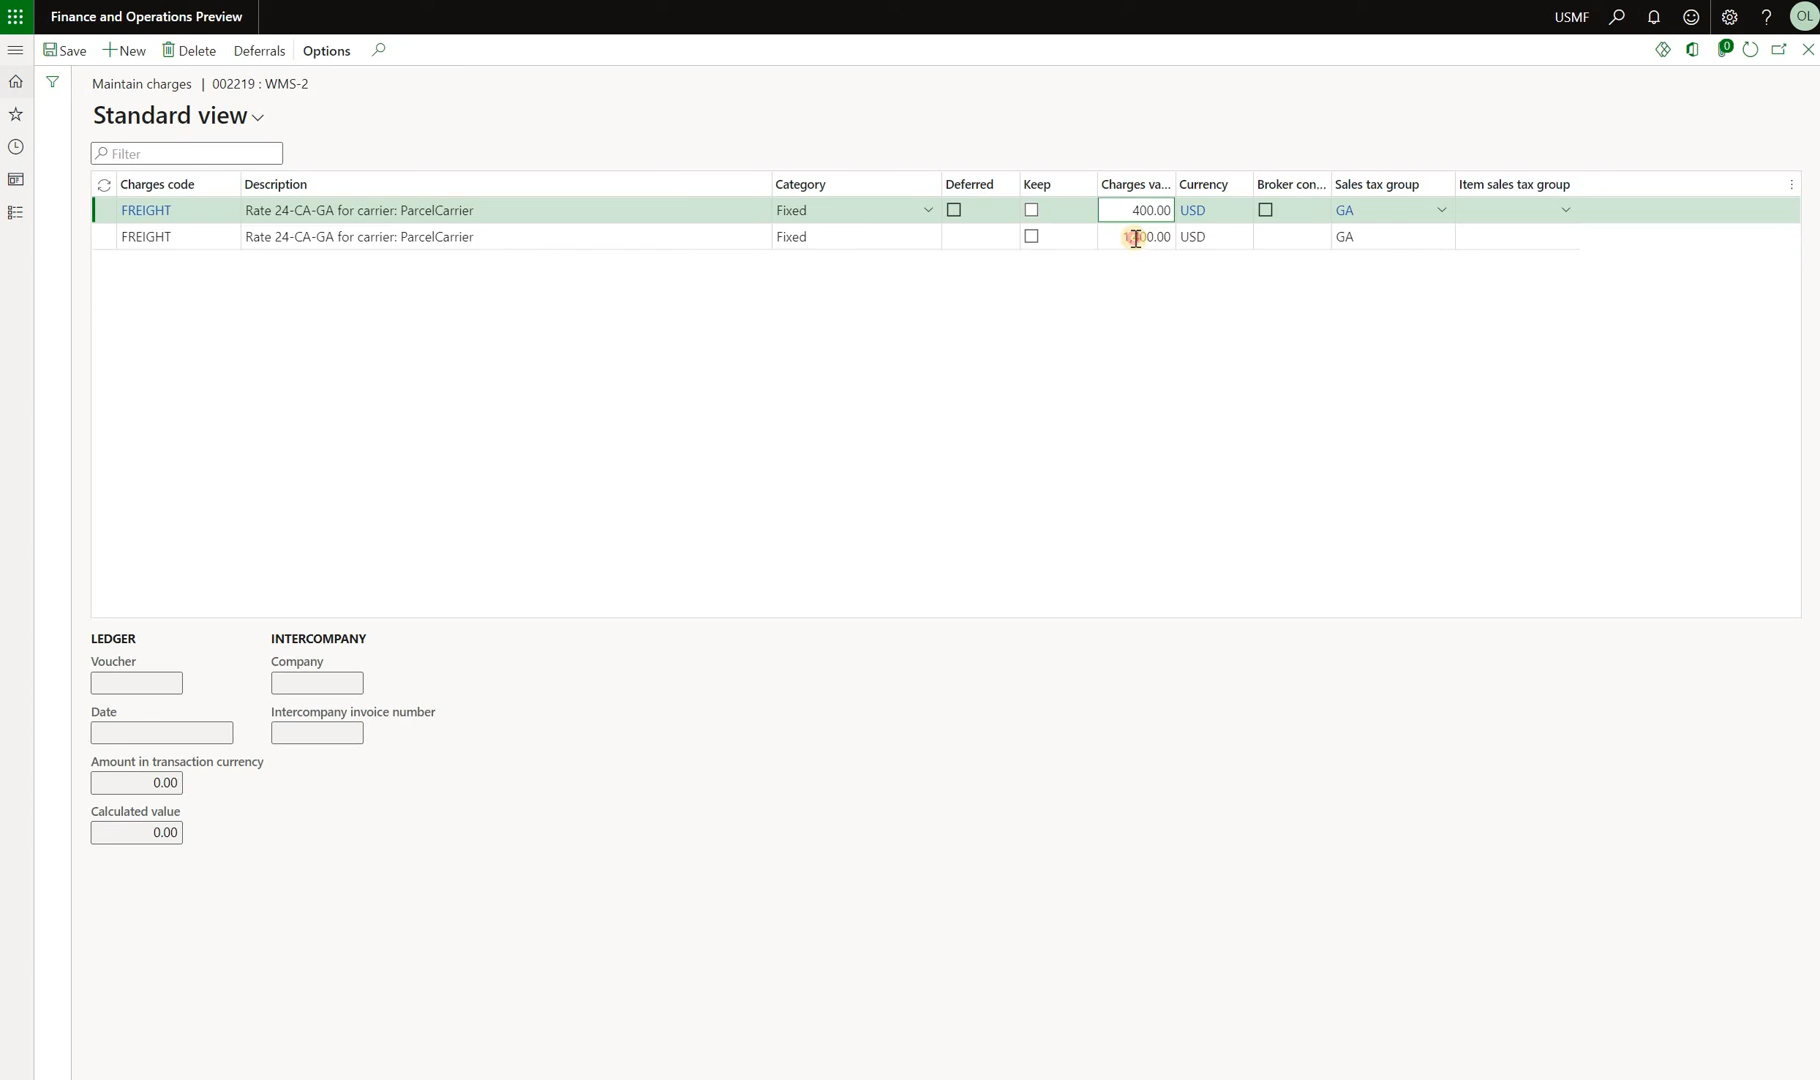 Finance and Operations Preview USMF ? OL
Save New Delete Deferrals Options 0
Maintain charges | 002219 : WMS-2
Standard view
Filter
Charges code Description Category Deferred Keep Charges va... Currency Broker con... Sales tax group Item sales tax group
FREIGHT Rate 24-CA-GA for carrier: ParcelCarrier Fixed 400.00 USD GA
FREIGHT Rate 24-CA-GA for carrier: ParcelCarrier Fixed USD GA
LEDGER INTERCOMPANY
Voucher Company
Date Intercompany invoice number
Amount in transaction currency
0.00
Calculated value
0.00